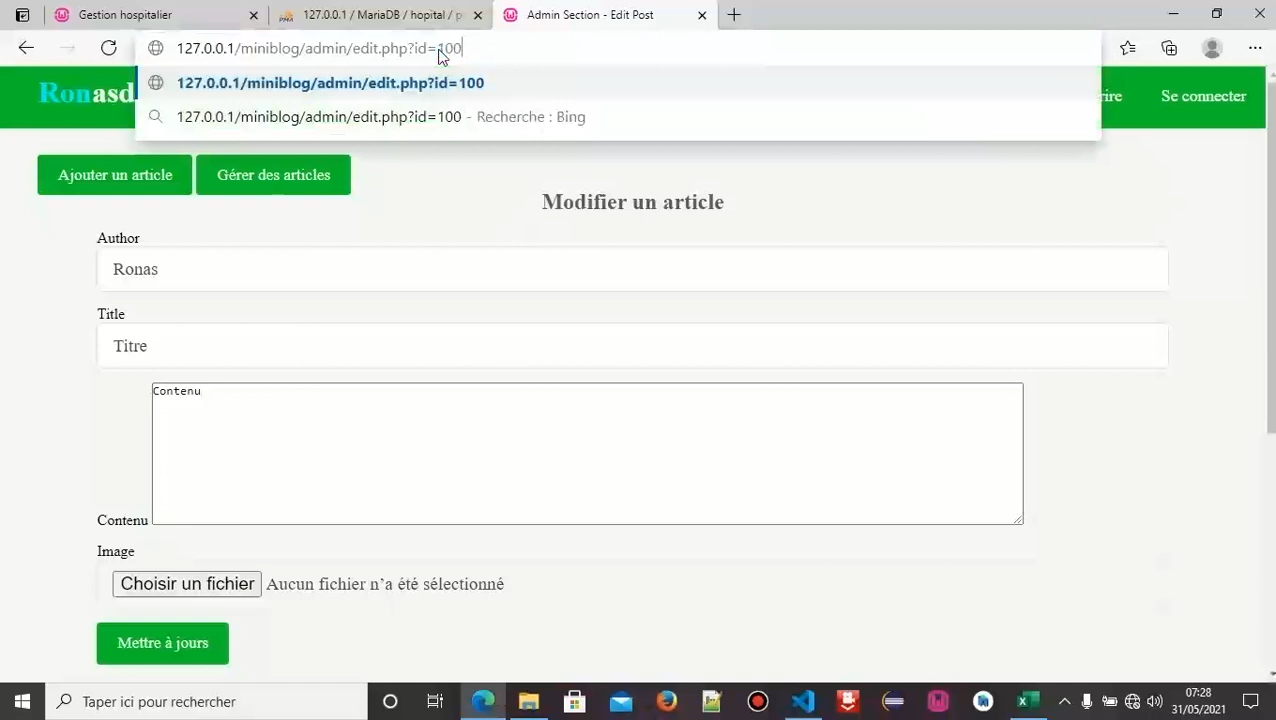 Gestion hospitalier
127.0.0.1 / MariaDB / hopital / p
Admin Section - Edit Post
127.0.0.1/miniblog/admin/edit.php?id=100
127.0.0.1/miniblog/admin/edit.php?id=100
127.0.0.1/miniblog/admin/edit.php?id=100 - Recherche : Bing
Ronasd
rire
Se connecter
Ajouter un article
Gérer des articles
Modifier un article
Author
Ronas
Title
Titre
Contenu
Contenu
Image
Choisir un fichier
Aucun fichier n’a été sélectionné
Mettre à jours
Taper ici pour rechercher
07:28
31/05/2021